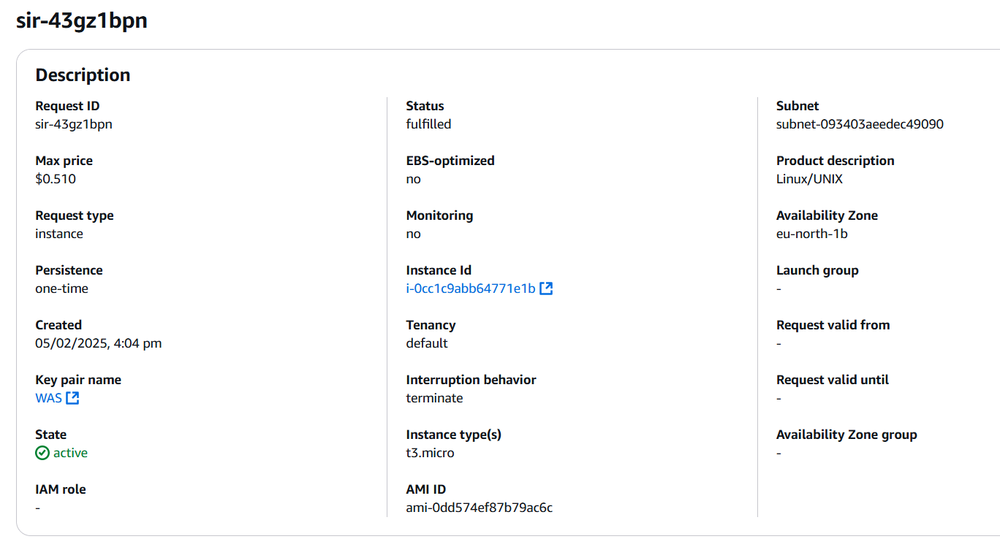 sir-43gz1bpn
Description
Request ID
sir-43gz1bpn
Max price
$0.510
Request type
instance
Persistence
one-time
Created
05/02/2025, 4:04 pm
Key pair name
WAS
State
active
IAM role
-
Status
fulfilled
EBS-optimized
no
Monitoring
no
Instance Id
i-0cc1c9abb64771e1b
Tenancy
default
Interruption behavior
terminate
Instance type(s)
t3.micro
AMI ID
ami-0dd574ef87b79ac6c
Subnet
subnet-093403aeedec49090
Product description
Linux/UNIX
Availability Zone
eu-north-1b
Launch group
-
Request valid from
-
Request valid until
-
Availability Zone group
-